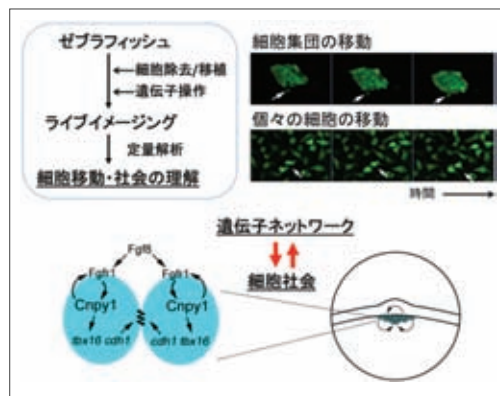 ゼブラフィッシュ
細胞除去/移植
遺伝子操作
ライブイメージング
定量解析
細胞移動・社会の理解
細胞集団の移動
個々の細胞の移動
時間
遺伝子ネットワーク
細胞社会
Fgf8
Fgfr1
Fgfr1
Cnpy1
Cnpy1
tbx16 cdh1
cdh1 tbx16